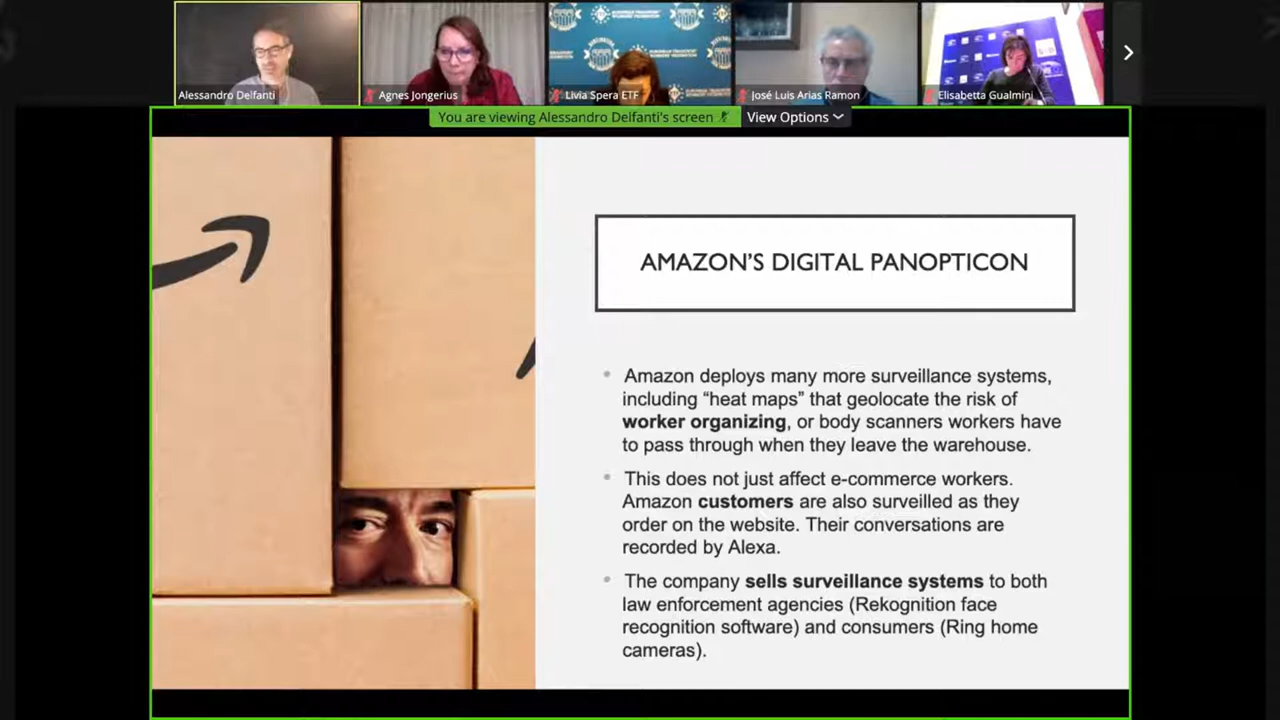 Alessandro Delfanti
Agnes Jongerius
Livia Spera ETF
José Luis Arias Ramon
Elisabetta Gualmini
You are viewing Alessandro Delfanti's screen
View Options
AMAZON'S DIGITAL PANOPTICON
• Amazon deploys many more surveillance systems,
including “heat maps” that geolocate the risk of
worker organizing, or body scanners workers have
to pass through when they leave the warehouse.
• This does not just affect e-commerce workers.
Amazon customers are also surveilled as they
order on the website. Their conversations are
recorded by Alexa.
• The company sells surveillance systems to both
law enforcement agencies (Rekognition face
recognition software) and consumers (Ring home
cameras).